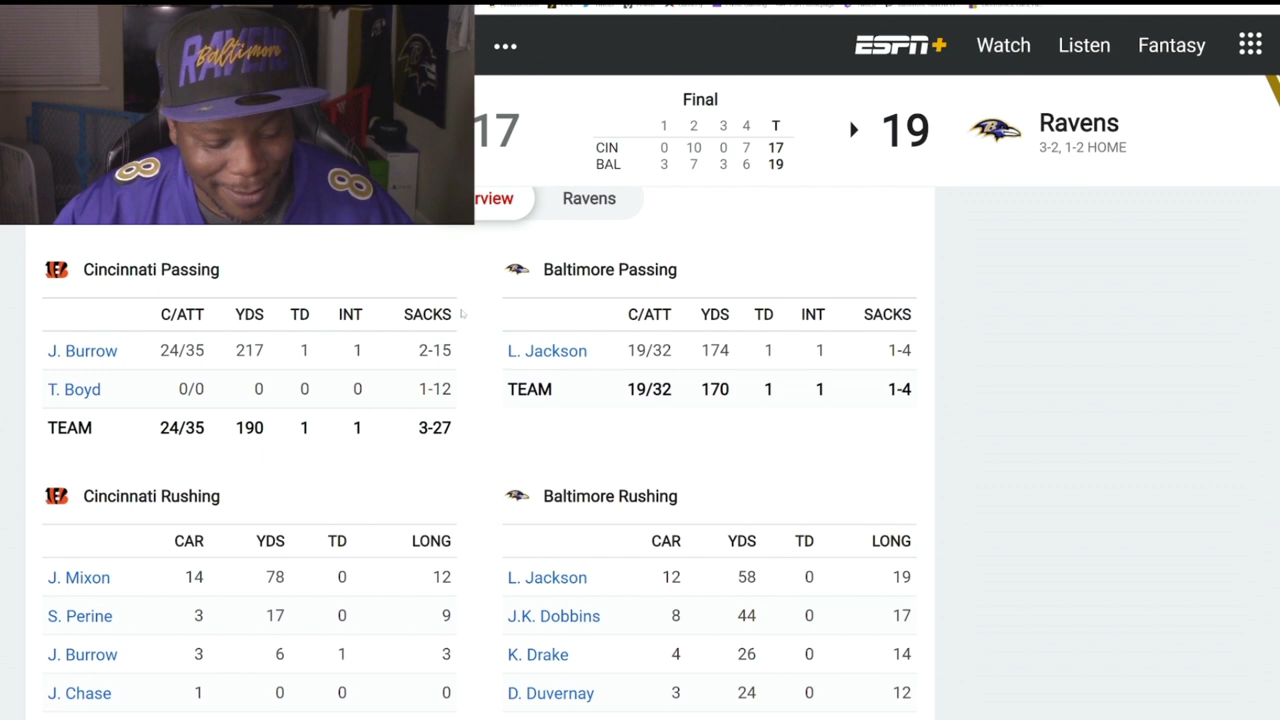 RAVENS
Baltimore
8 8
... ESPN+ Watch Listen Fantasy
Final
17 19 Ravens
3-2, 1-2 HOME
1 2 3 4 T
CIN 0 10 0 7 17
BAL 3 7 3 6 19
rview Ravens
Cincinnati Passing
C/ATT YDS TD INT SACKS
J. Burrow 24/35 217 1 1 2-15
T. Boyd 0/0 0 0 0 1-12
TEAM 24/35 190 1 1 3-27
Baltimore Passing
C/ATT YDS TD INT SACKS
L. Jackson 19/32 174 1 1 1-4
TEAM 19/32 170 1 1 1-4
Cincinnati Rushing
CAR YDS TD LONG
J. Mixon 14 78 0 12
S. Perine 3 17 0 9
J. Burrow 3 6 1 3
J. Chase 1 0 0 0
Baltimore Rushing
CAR YDS TD LONG
L. Jackson 12 58 0 19
J.K. Dobbins 8 44 0 17
K. Drake 4 26 0 14
D. Duvernay 3 24 0 12